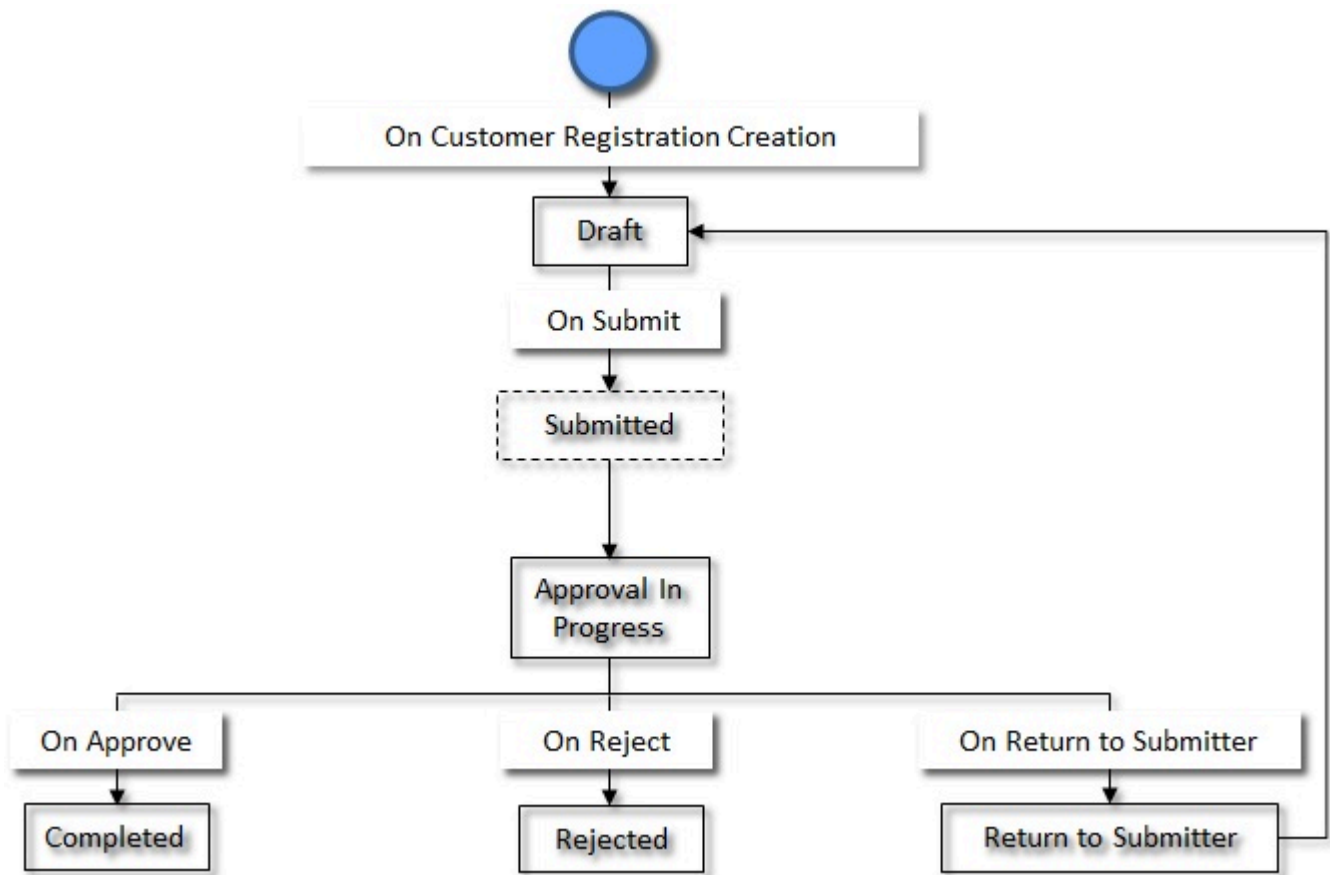 On Customer Registration Creation
Draft
On Submit
Submitted
Approval In
Progress
On Approve
On Reject
On Return to Submitter
Completed
Rejected
Return to Submitter